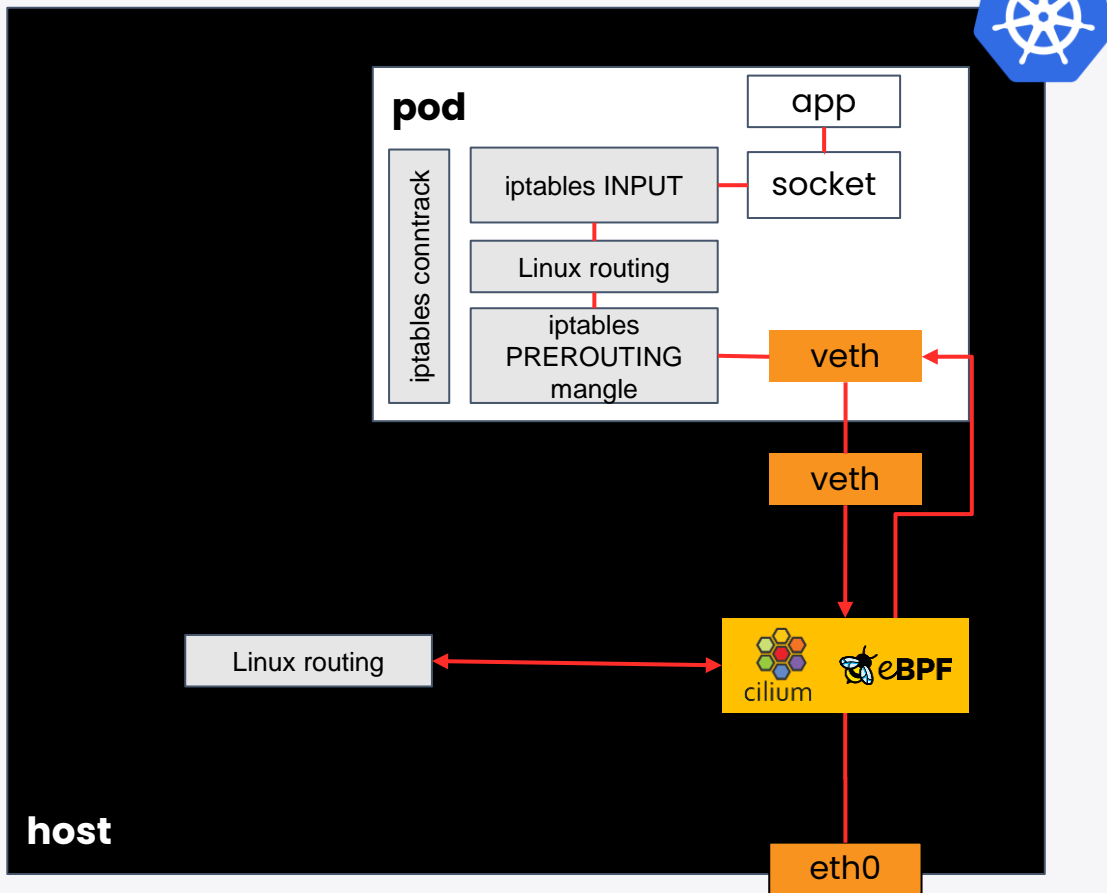 pod
app
iptables conntrack
iptables INPUT
socket
Linux routing
iptables
PREROUTING
mangle
veth
veth
Linux routing
cilium
eBPF
host
eth0